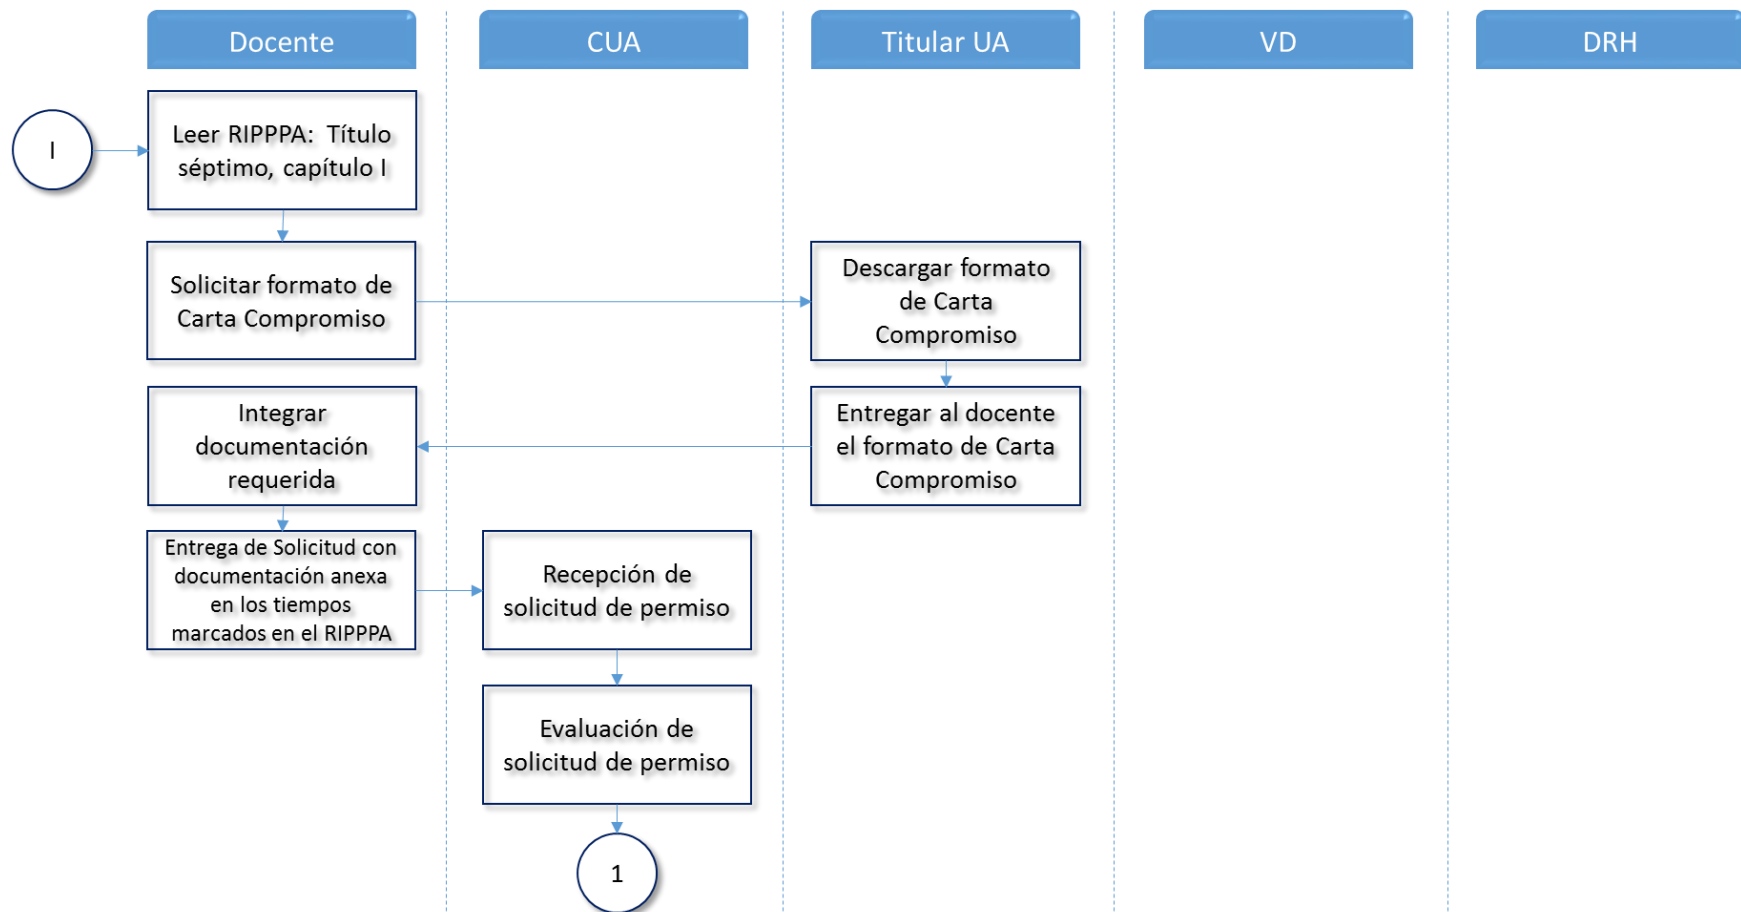 Docente
CUA
Titular UA
VD
DRH
I
Leer RIPPPA: Título
séptimo, capítulo I
Solicitar formato de
Carta Compromiso
Descargar formato
de Carta
Compromiso
Integrar
documentación
requerida
Entregar al docente
el formato de Carta
Compromiso
Entrega de Solicitud con
documentación anexa
en los tiempos
marcados en el RIPPPA
Recepción de
solicitud de permiso
Evaluación de
solicitud de permiso
1